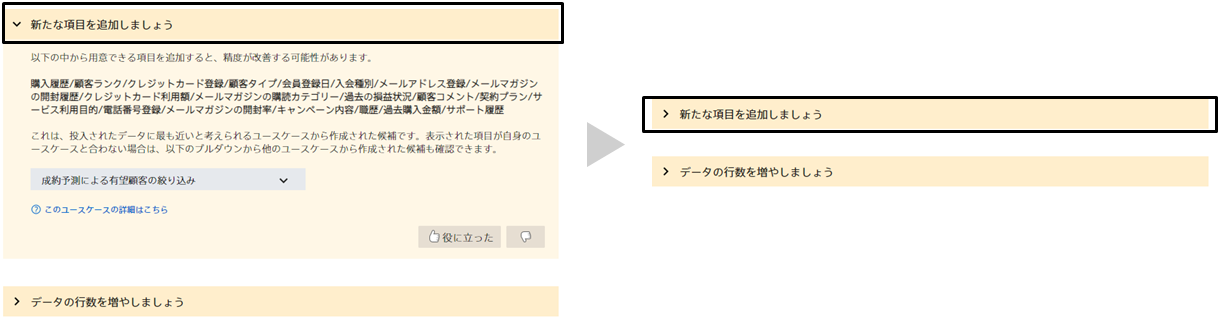 新たな項目を追加しましょう
以下の中から用意できる項目を追加すると、精度が改善する可能性があります。
購入履歴/顧客ランク/クレジットカード登録/顧客タイプ/会員登録日/入会種別/メールアドレス登録/メールマガジン
の開封履歴/クレジットカード利用額/メールマガジンの購読カテゴリー/過去の損益状況/顧客コメント/契約プラン/サ
ービス利用目的/電話番号登録/メールマガジンの開封率/キャンペーン内容/職歴/過去購入金額/サポート履歴
これは、投入されたデータに最も近いと考えられるユースケースから作成された候補です。表示された項目が自身のユ
ースケースと合わない場合は、以下のプルダウンから他のユースケースから作成された候補も確認できます。
成約予測による有望顧客の絞り込み
このユースケースの詳細はこちら
役に立った
データの行数を増やしましょう
新たな項目を追加しましょう
データの行数を増やしましょう